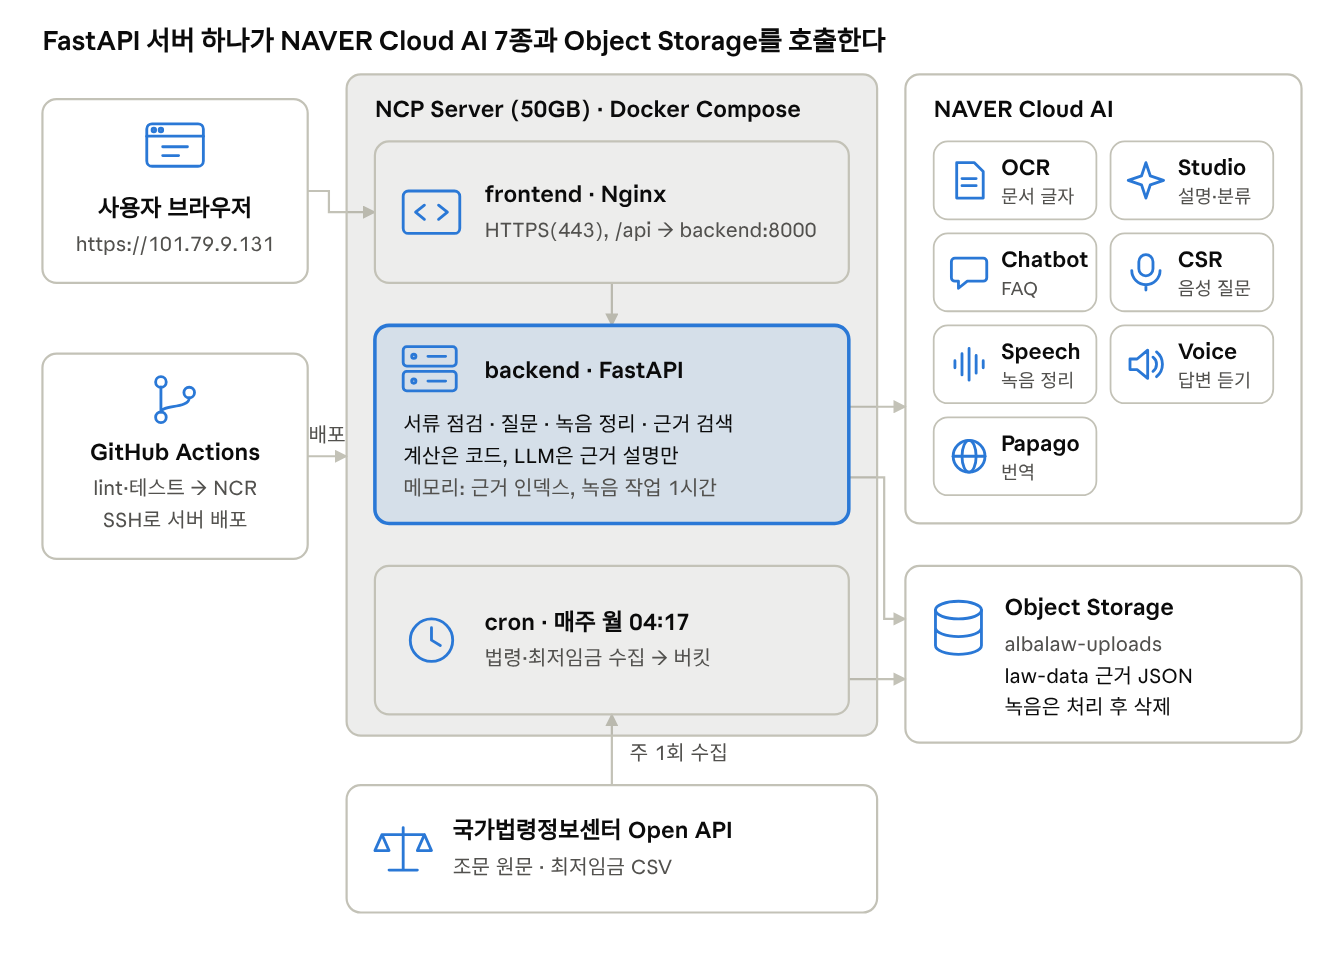 FastAPI 서버 하나가 NAVER Cloud AI 7종과 Object Storage를 호출한다
사용자 브라우저
https://101.79.9.131
GitHub Actions
lint·테스트 → NCR
SSH로 서버 배포
배포
NCP Server (50GB) · Docker Compose
frontend · Nginx
HTTPS(443), /api → backend:8000
backend · FastAPI
서류 점검 · 질문 · 녹음 정리 · 근거 검색
계산은 코드, LLM은 근거 설명만
메모리: 근거 인덱스, 녹음 작업 1시간
cron · 매주 월 04:17
법령·최저임금 수집 → 버킷
주 1회 수집
국가법령정보센터 Open API
조문 원문 · 최저임금 CSV
NAVER Cloud AI
OCR
문서 글자
Studio
설명·분류
Chatbot
FAQ
CSR
음성 질문
Speech
녹음 정리
Voice
답변 듣기
Papago
번역
Object Storage
albalaw-uploads
law-data 근거 JSON
녹음은 처리 후 삭제